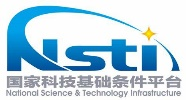 Nsti
国家科技基础条件平台
National Science & Technology Infrastructure